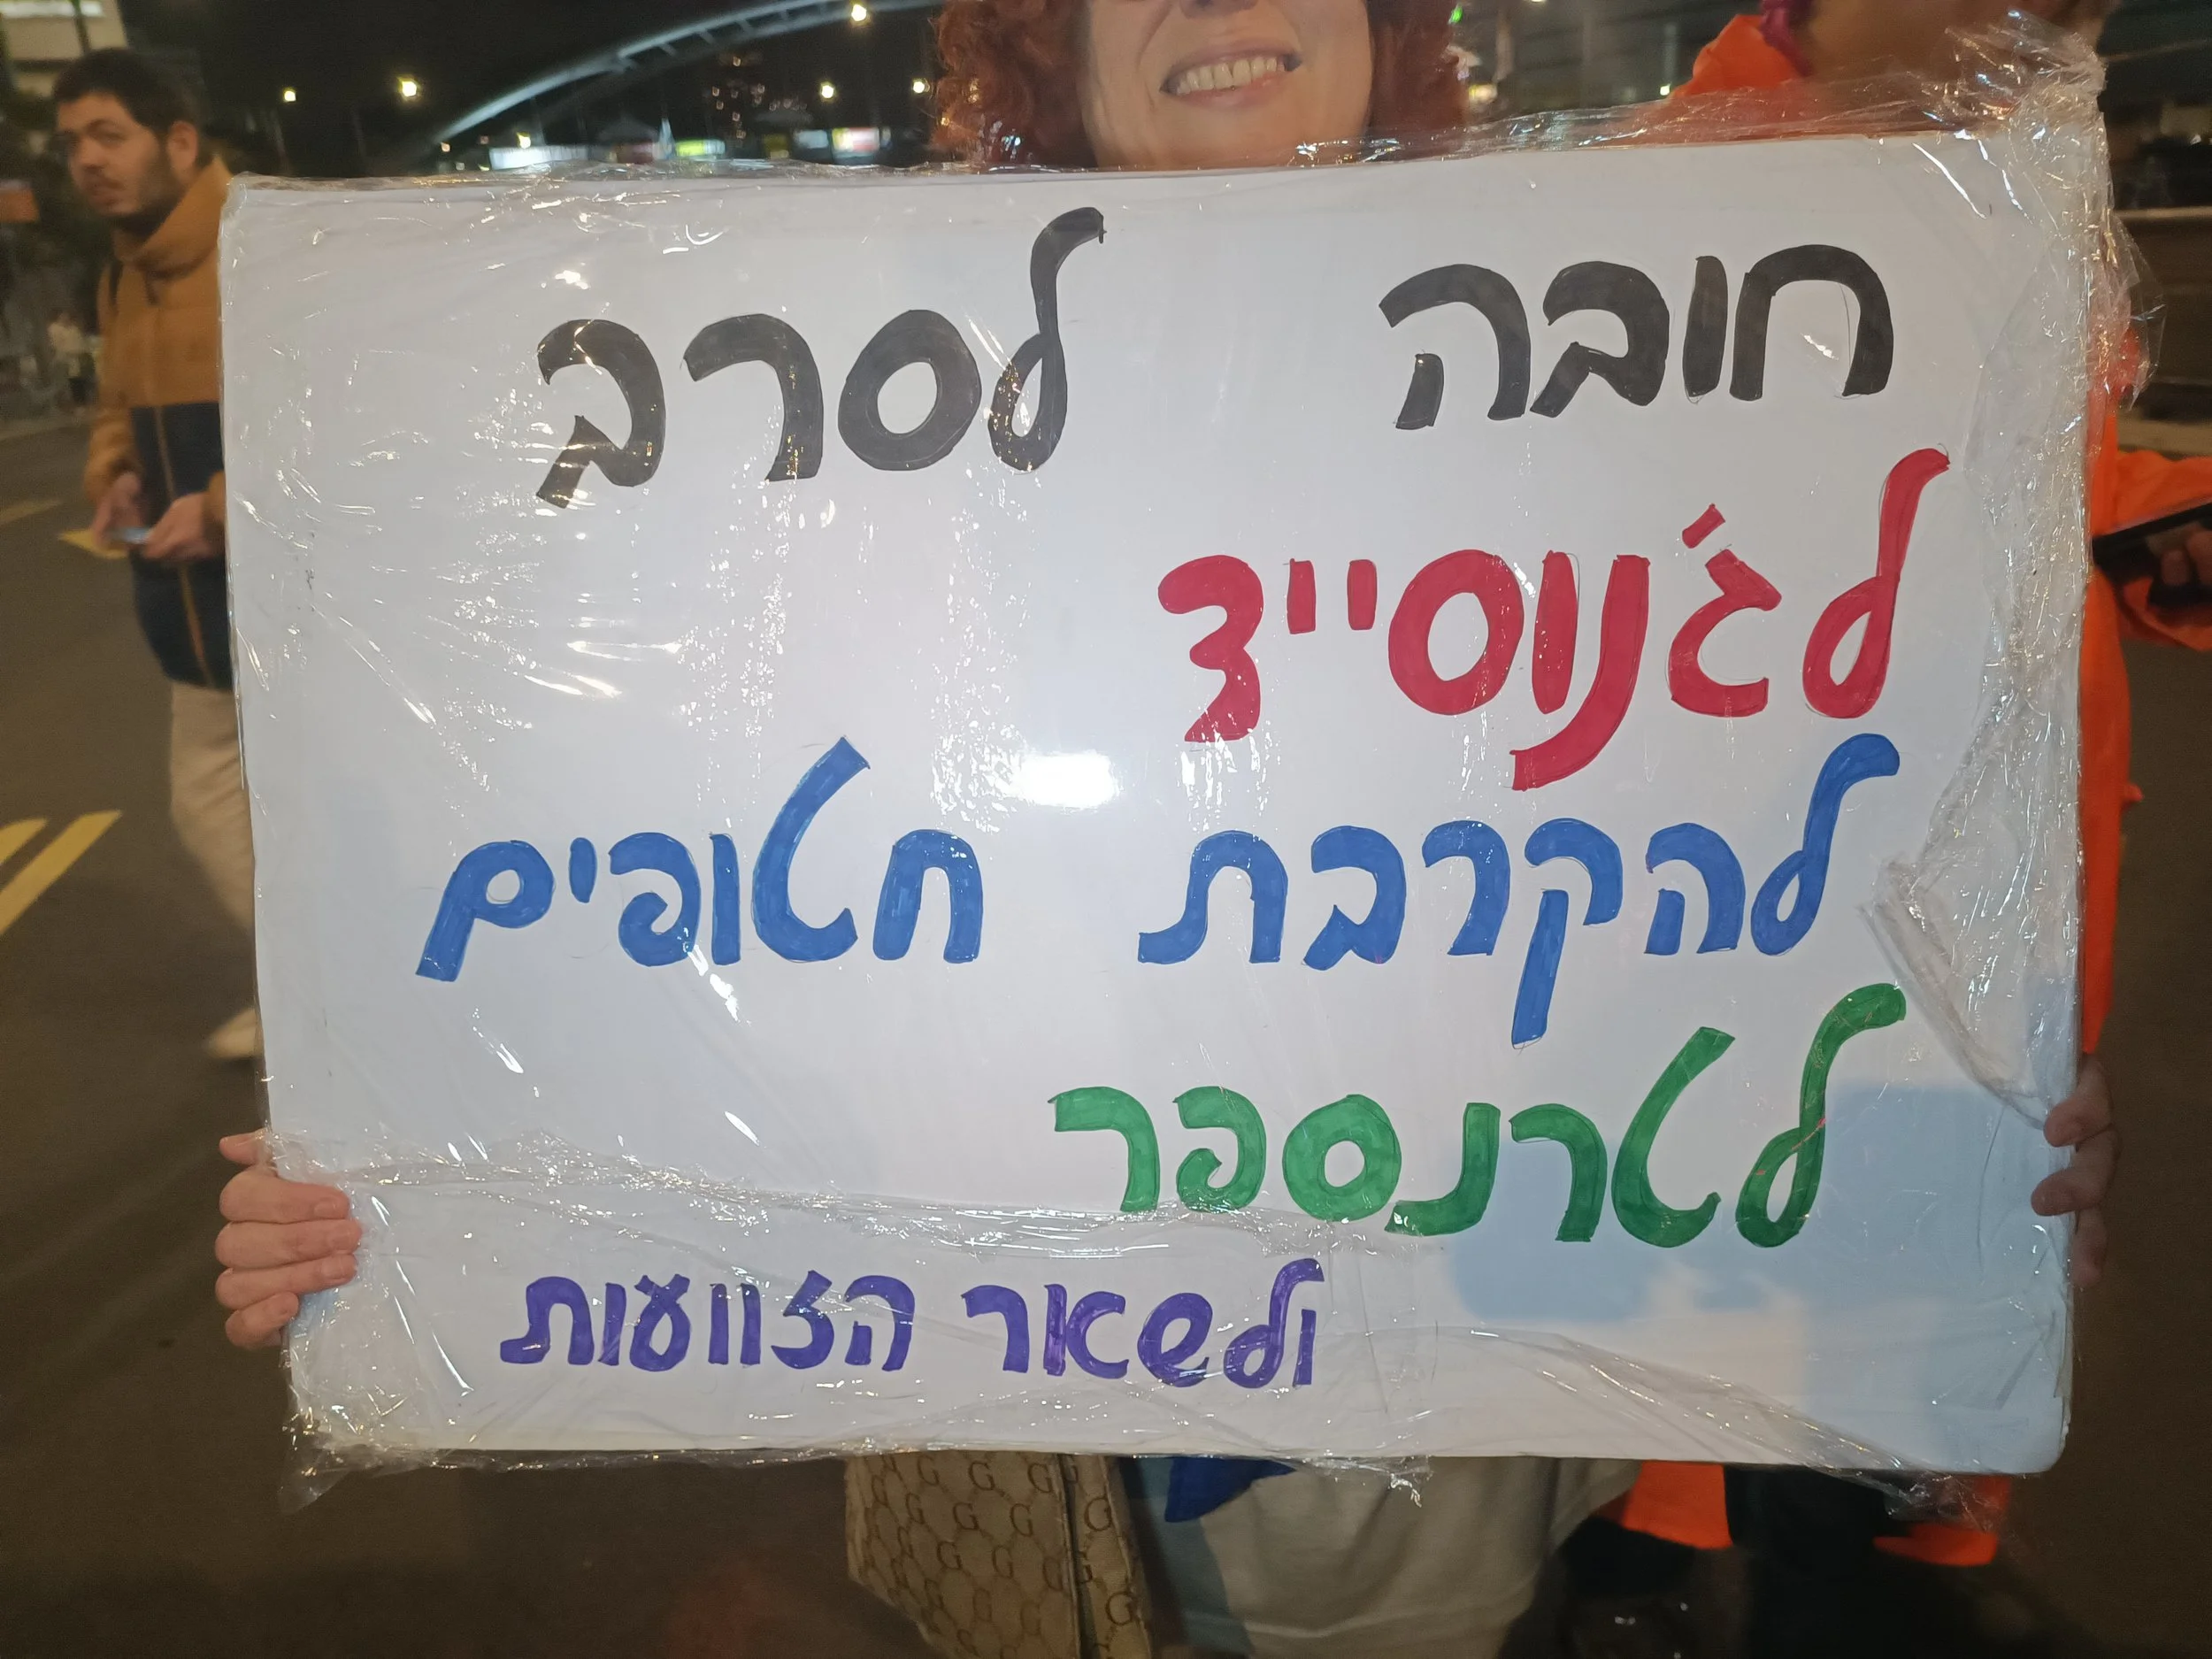 חובה לסרב
לג'נוסייד
להקרבת חטופים
לטרנספר
ולשאר הזוועות